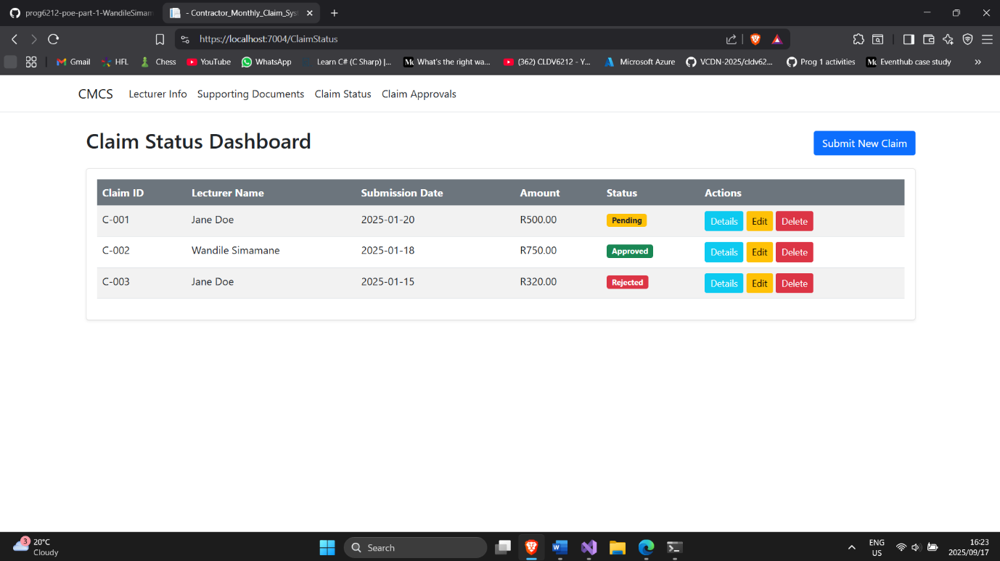 prog6212-poe-part-1-WandileSimam
- Contractor_Monthly_Claim_Sys
https://localhost:7004/ClaimStatus
Gmail
HFL
Chess
YouTube
WhatsApp
Learn C# (C Sharp) |...
What's the right wa...
(362) CLDV6212 - Y...
Microsoft Azure
VCDN-2025/cldv62...
Prog 1 activities
Eventhub case study
CMCS Lecturer Info Supporting Documents Claim Status Claim Approvals
Claim Status Dashboard
Submit New Claim
Claim ID Lecturer Name Submission Date Amount Status Actions
C-001 Jane Doe 2025-01-20 R500.00 Pending Details Edit Delete
C-002 Wandile Simamane 2025-01-18 R750.00 Approved Details Edit Delete
C-003 Jane Doe 2025-01-15 R320.00 Rejected Details Edit Delete
3
20°C
Cloudy
Search
ENG
US
16:23
2025/09/17